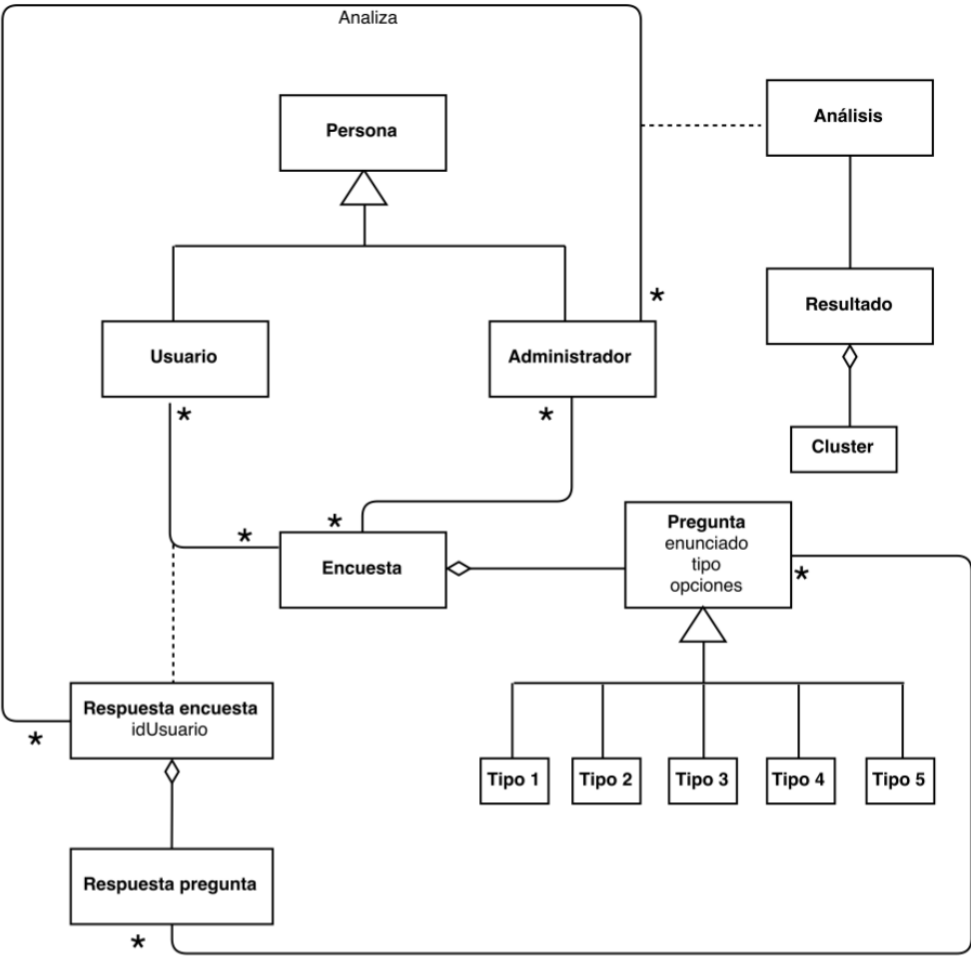 Analiza
Persona
Análisis
Resultado
*
Usuario
Administrador
*
*
Cluster
*
*
Encuesta
Pregunta
enunciado
tipo
opciones
*
Respuesta encuesta
idUsuario
*
Tipo 1
Tipo 2
Tipo 3
Tipo 4
Tipo 5
Respuesta pregunta
*